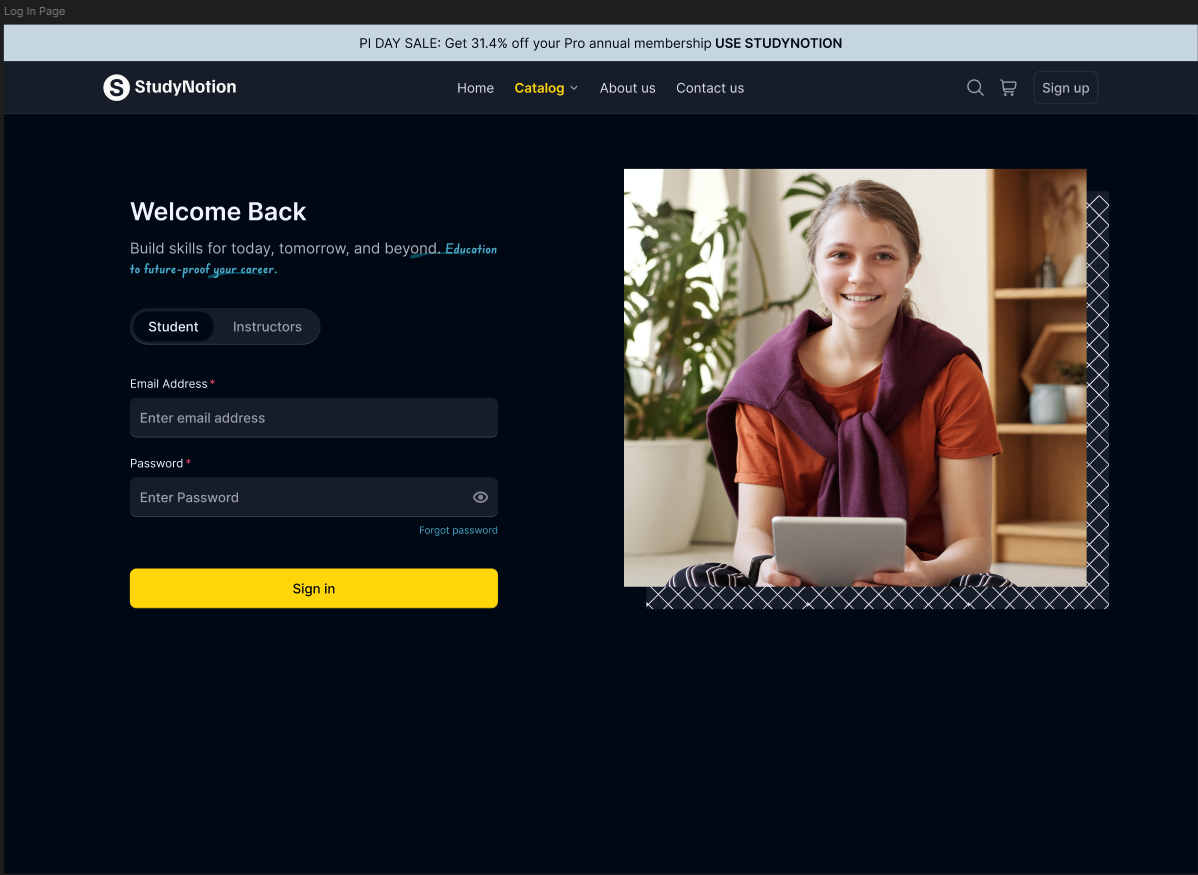 Log In Page
PI DAY SALE: Get 31.4% off your Pro annual membership USE STUDYNOTION
S StudyNotion Home Catalog About us Contact us Sign up
Welcome Back
Build skills for today, tomorrow, and beyond. Education
to future-proof your career.
Student Instructors
Email Address*
Enter email address
Password*
Enter Password
Forgot password
Sign in